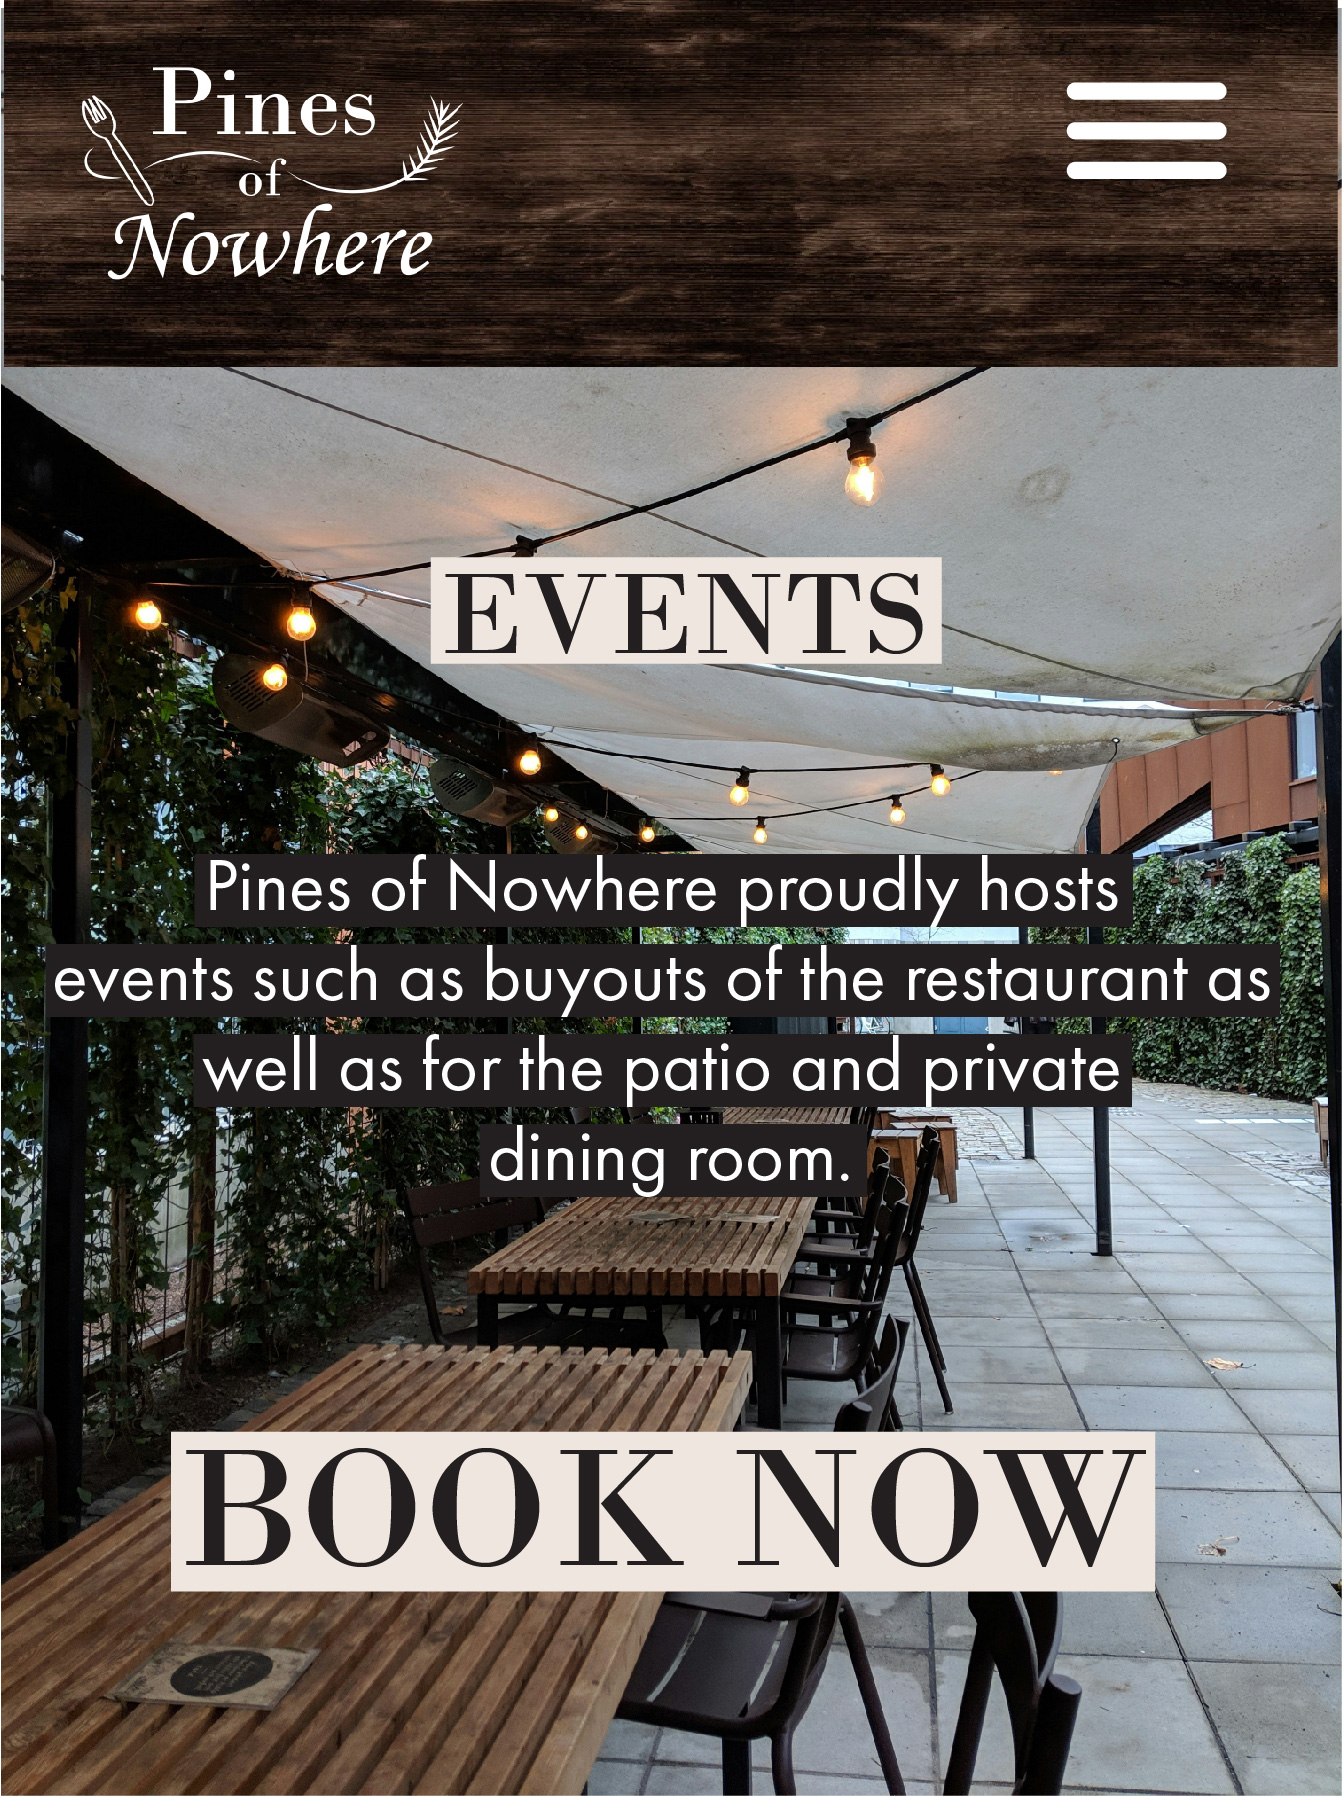 Pines
of
Nowhere
EVENTS
Pines of Nowhere proudly hosts
events such as buyouts of the restaurant as
well as for the patio and private
dining room.
BOOK NOW